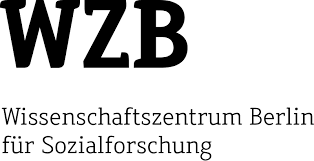 WZB
Wissenschaftszentrum Berlin
für Sozialforschung